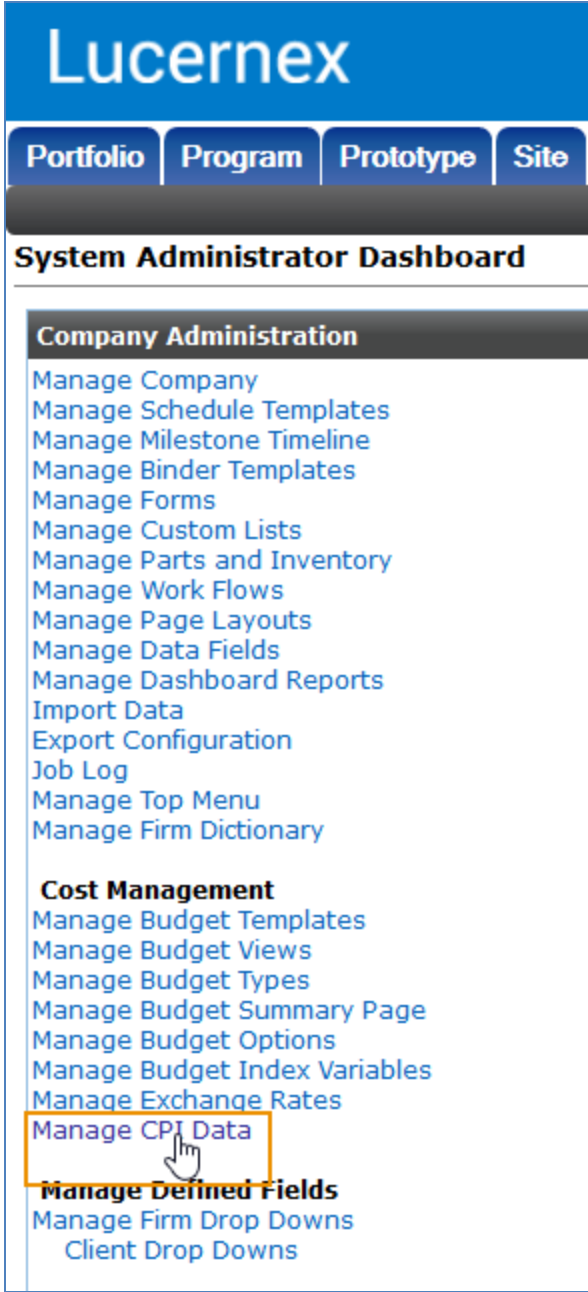 Lucernex
Portfolio Program Prototype Site
System Administrator Dashboard
Company Administration
Manage Company
Manage Schedule Templates
Manage Milestone Timeline
Manage Binder Templates
Manage Forms
Manage Custom Lists
Manage Parts and Inventory
Manage Work Flows
Manage Page Layouts
Manage Data Fields
Manage Dashboard Reports
Import Data
Export Configuration
Job Log
Manage Top Menu
Manage Firm Dictionary
Cost Management
Manage Budget Templates
Manage Budget Views
Manage Budget Types
Manage Budget Summary Page
Manage Budget Options
Manage Budget Index Variables
Manage Exchange Rates
Manage CPI Data
Manage Defined Fields
Manage Firm Drop Downs
Client Drop Downs